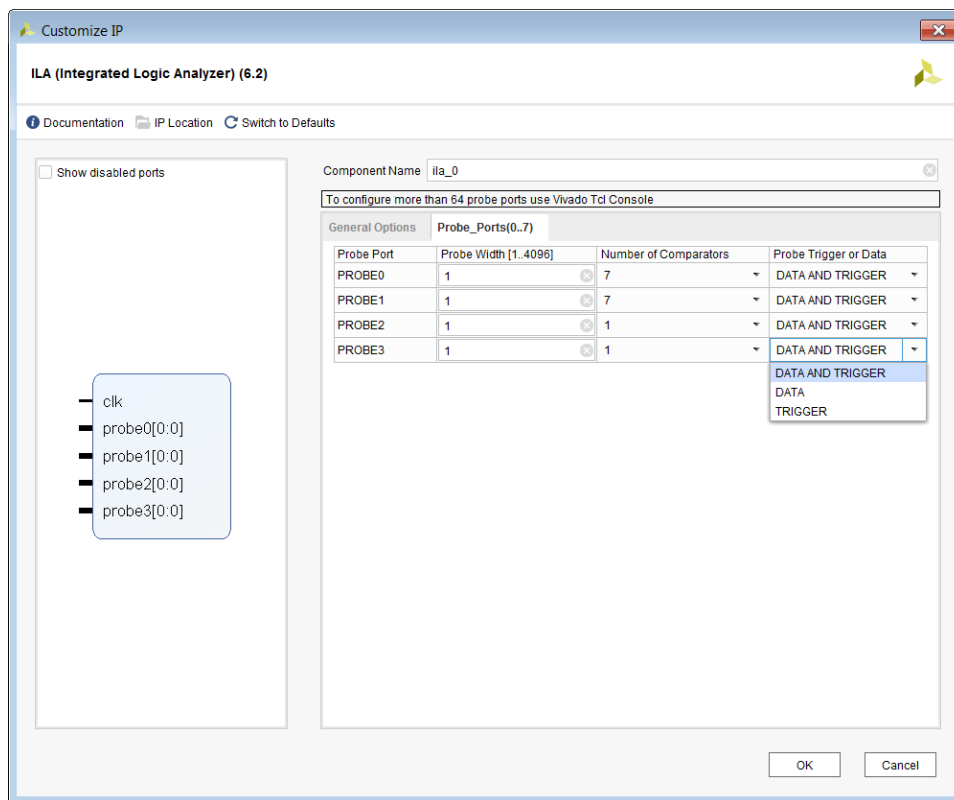 Customize IP
ILA (Integrated Logic Analyzer) (6.2)
Documentation IP Location Switch to Defaults
Show disabled ports
clk
probe0[0:0]
probe1[0:0]
probe2[0:0]
probe3[0:0]
Component Name ila_0
To configure more than 64 probe ports use Vivado Tcl Console
General Options Probe_Ports(0..7)
Probe Port Probe Width [1..4096] Number of Comparators Probe Trigger or Data
PROBE0 1 7 DATA AND TRIGGER
PROBE1 1 7 DATA AND TRIGGER
PROBE2 1 1 DATA AND TRIGGER
PROBE3 1 1 DATA AND TRIGGER
DATA AND TRIGGER
DATA
TRIGGER
OK Cancel